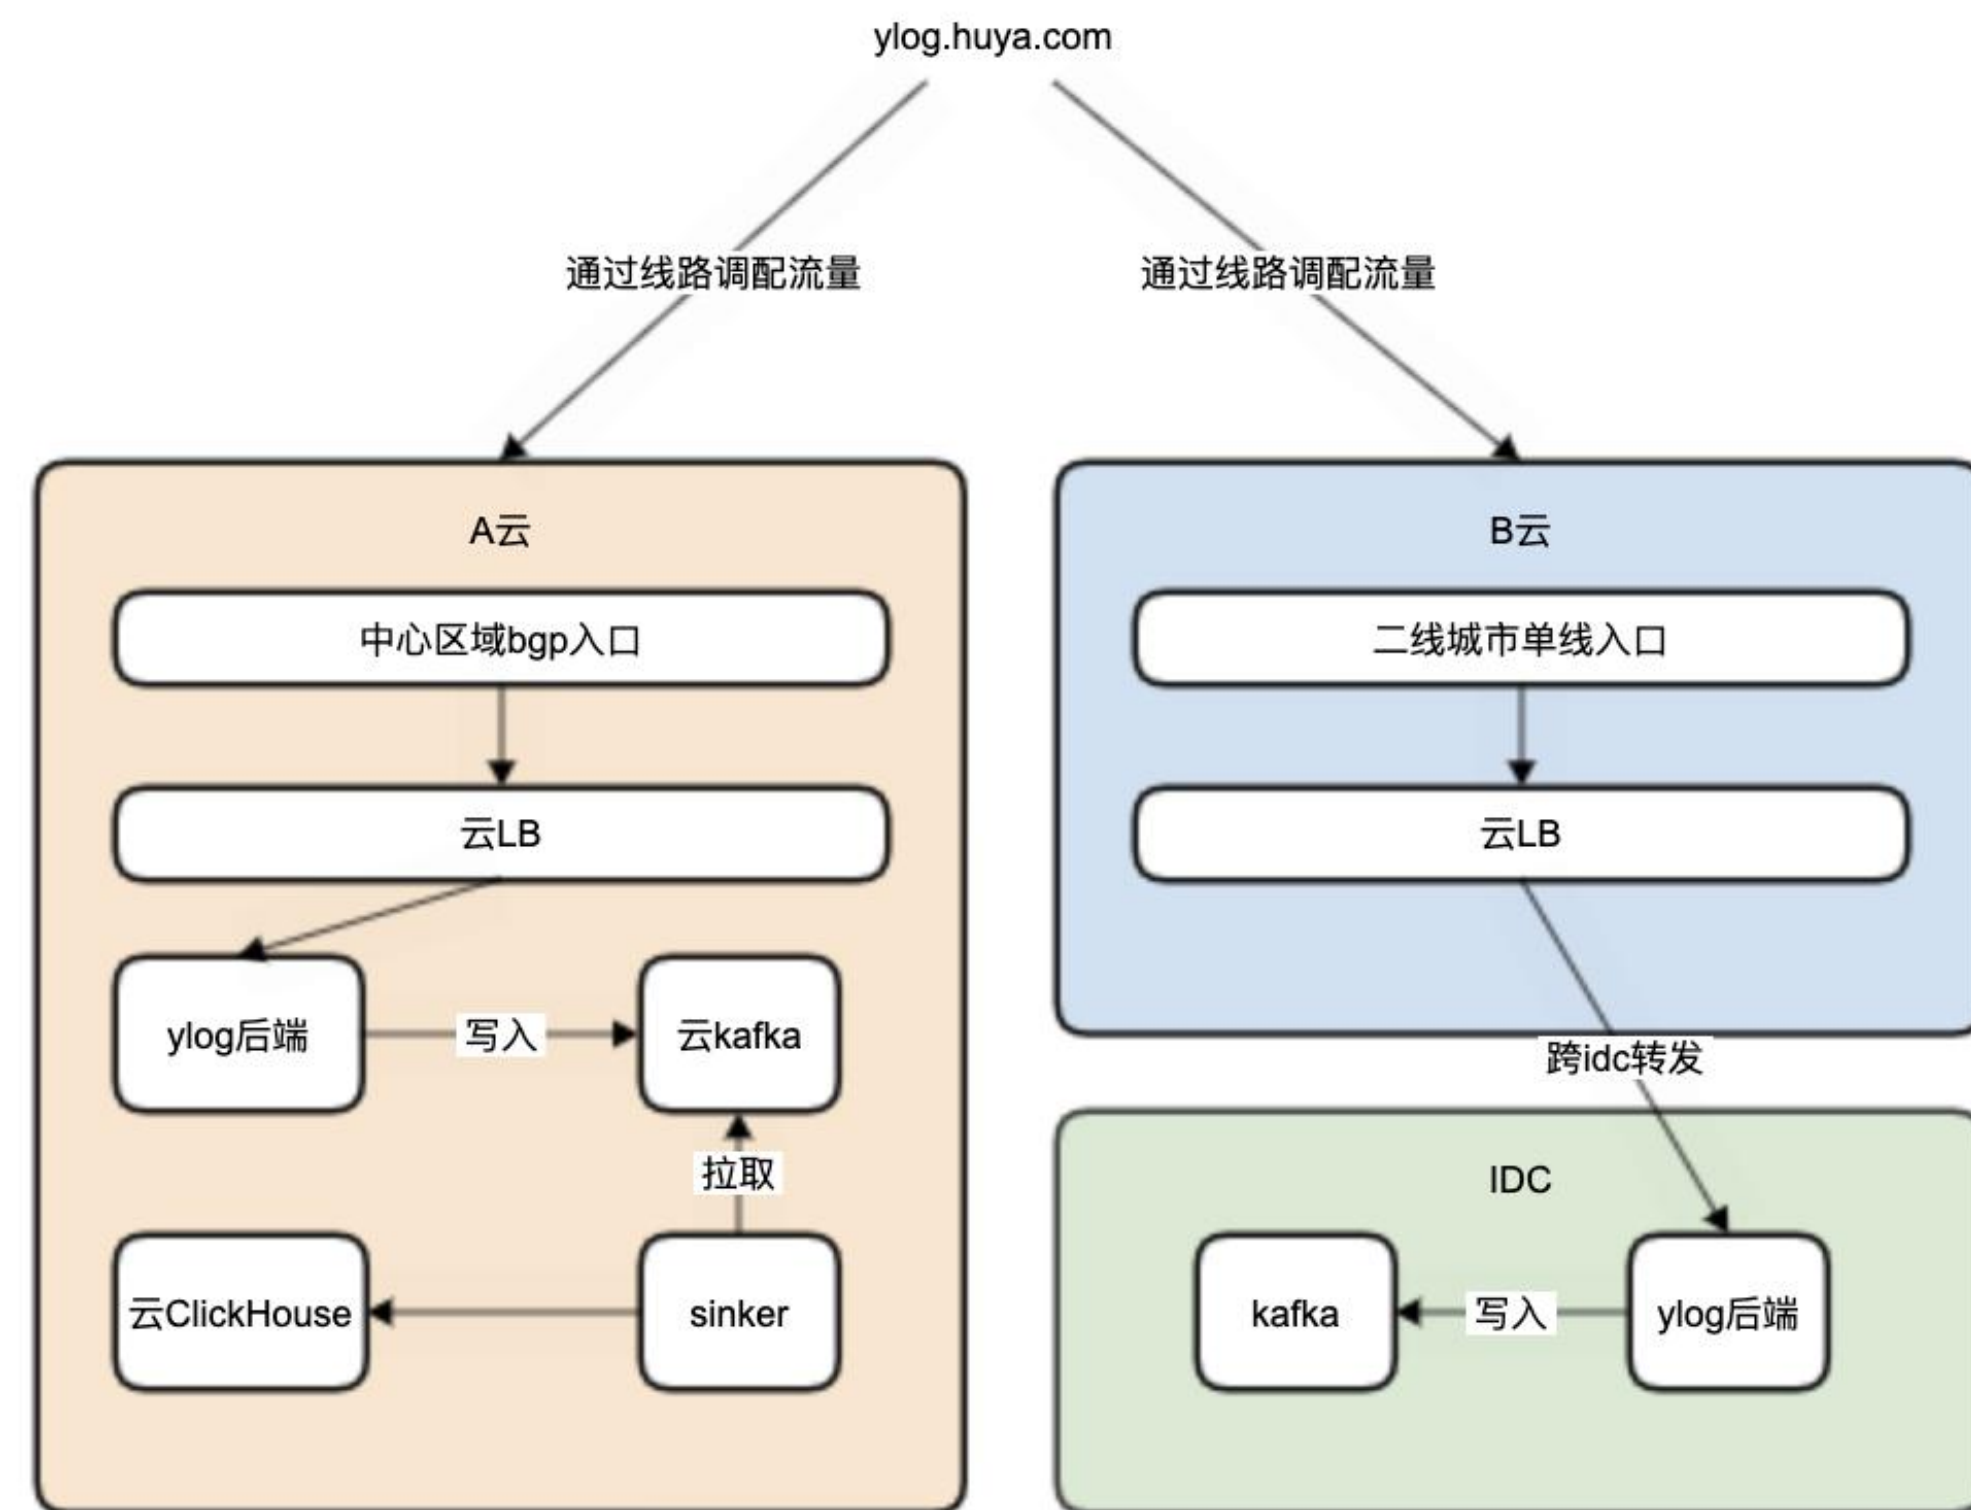 ylog.huya.com
通过线路调配流量
通过线路调配流量
A云
中心区域bgp入口
云LB
ylog后端
写入
云kafka
拉取
云ClickHouse
sinker
B云
二线城市单线入口
云LB
跨idc转发
IDC
kafka
写入
ylog后端